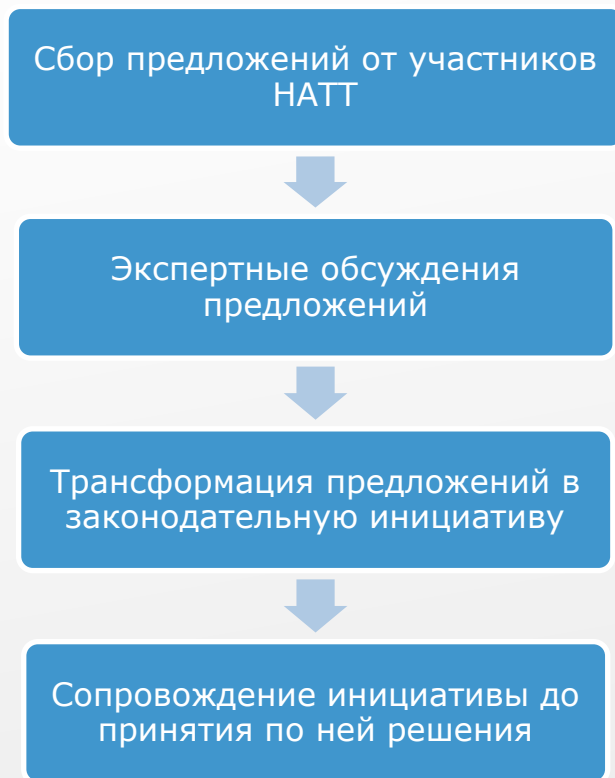 Сбор предложений от участников
НАТТ
Экспертные обсуждения
предложений
Трансформация предложений в
законодательную инициативу
Сопровождение инициативы до
принятия по ней решения